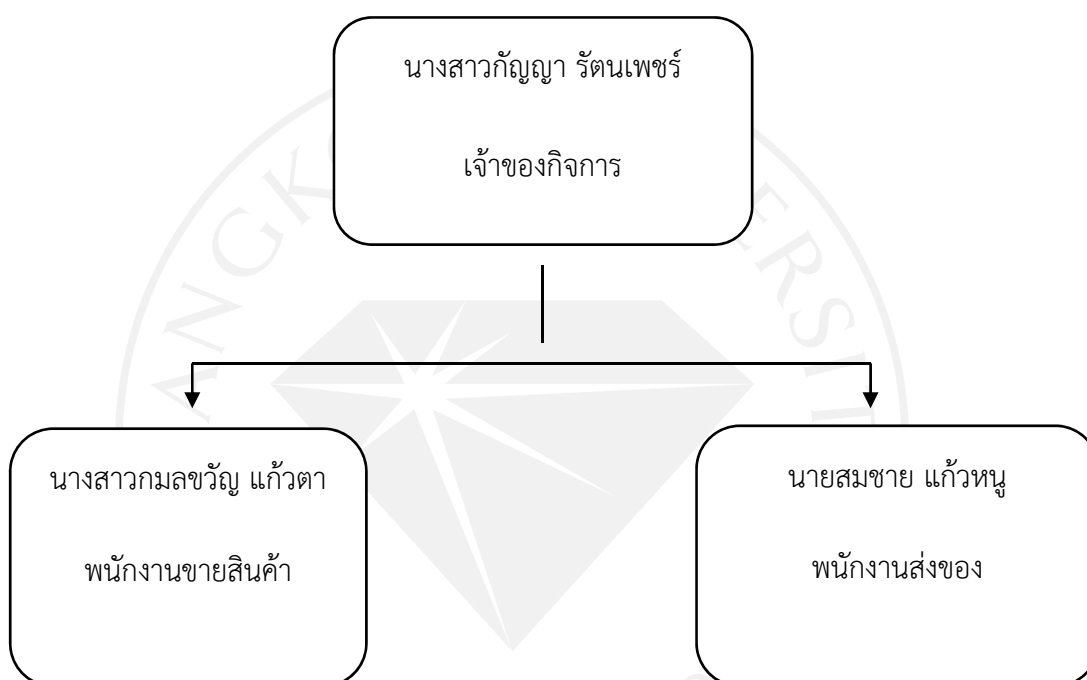 นางสาวกัญญา รัตนเพชร์
เจ้าของกิจการ
นางสาวกมลขวัญ แก้วตา
พนักงานขายสินค้า
นายสมชาย แก้วหนู
พนักงานส่งของ